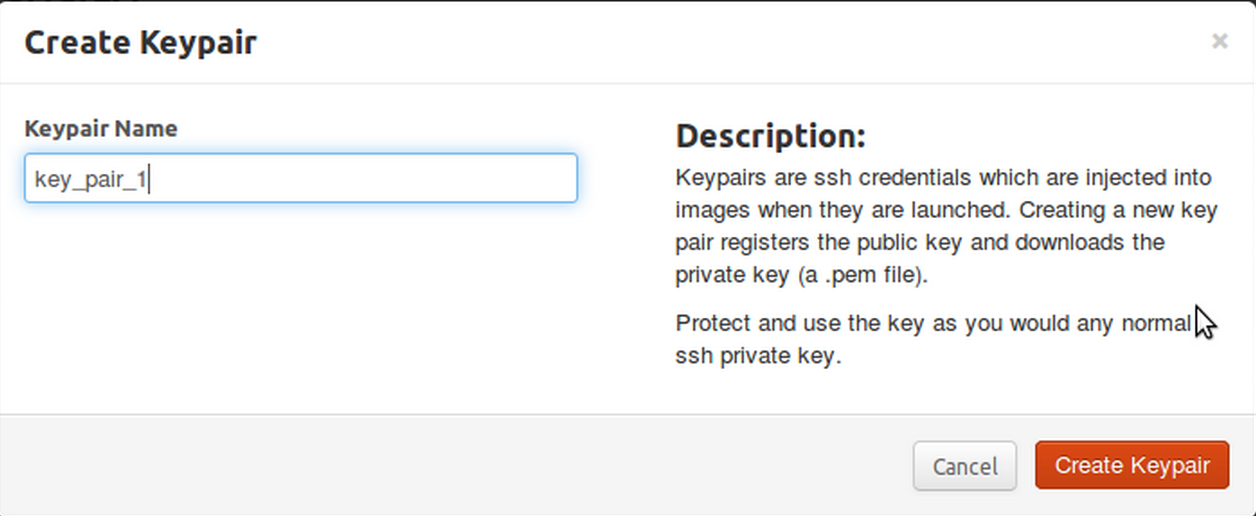 Create Keypair
×
Keypair Name
key_pair_1
Description:
Keypairs are ssh credentials which are injected into
images when they are launched. Creating a new key
pair registers the public key and downloads the
private key (a .pem file).
Protect and use the key as you would any normal
ssh private key.
Cancel
Create Keypair